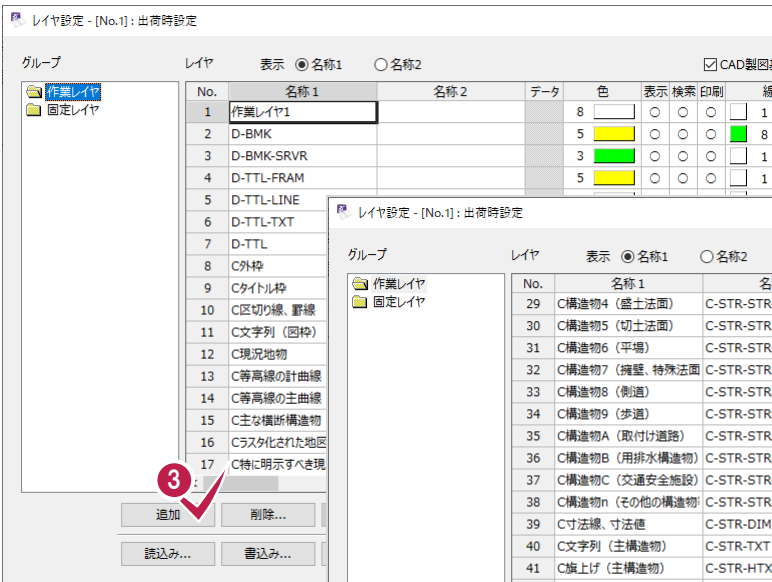 レイヤ設定 - [No.1] : 出荷時設定
グループ
レイヤ 表示 名称1 名称2
CAD製図
作業レイヤ
固定レイヤ
No. 名称 1 名称 2 データ 色 表示 検索 印刷 線
1 作業レイヤ1 8 ○ ○ ○ 1
2 D-BMK 5 ○ ○ ○ 8
3 D-BMK-SRVR 3 ○ ○ ○ 1
4 D-TTL-FRAM 5 ○ ○ ○ 1
5 D-TTL-LINE
6 D-TTL-TXT
7 D-TTL
8 C外枠
9 Cタイトル枠
10 C区切り線、罫線
11 C文字列（図枠）
12 C現況地物
13 C等高線の計曲線
14 C等高線の主曲線
15 C主な横断構造物
16 Cラスタ化された地図
17 C特に明示すべき現
3
追加
削除...
読込み...
書込み...
レイヤ設定 - [No.1] : 出荷時設定
グループ
レイヤ 表示 名称1 名称2
作業レイヤ
固定レイヤ
No. 名称 1 名
29 C構造物4（盛土法面） C-STR-STR
30 C構造物5（切土法面） C-STR-STR
31 C構造物6（平場） C-STR-STR
32 C構造物7（擁壁、特殊法面 C-STR-STR
33 C構造物8（側道） C-STR-STR
34 C構造物9（歩道） C-STR-STR
35 C構造物A（取付け道路） C-STR-STR
36 C構造物B（用排水構造物） C-STR-STR
37 C構造物C（交通安全施設） C-STR-STR
38 C構造物n（その他の構造物 C-STR-STR
39 C寸法線、寸法値 C-STR-DIM
40 C文字列（主構造物） C-STR-TXT
41 C旗上げ（主構造物） C-STR-HTX